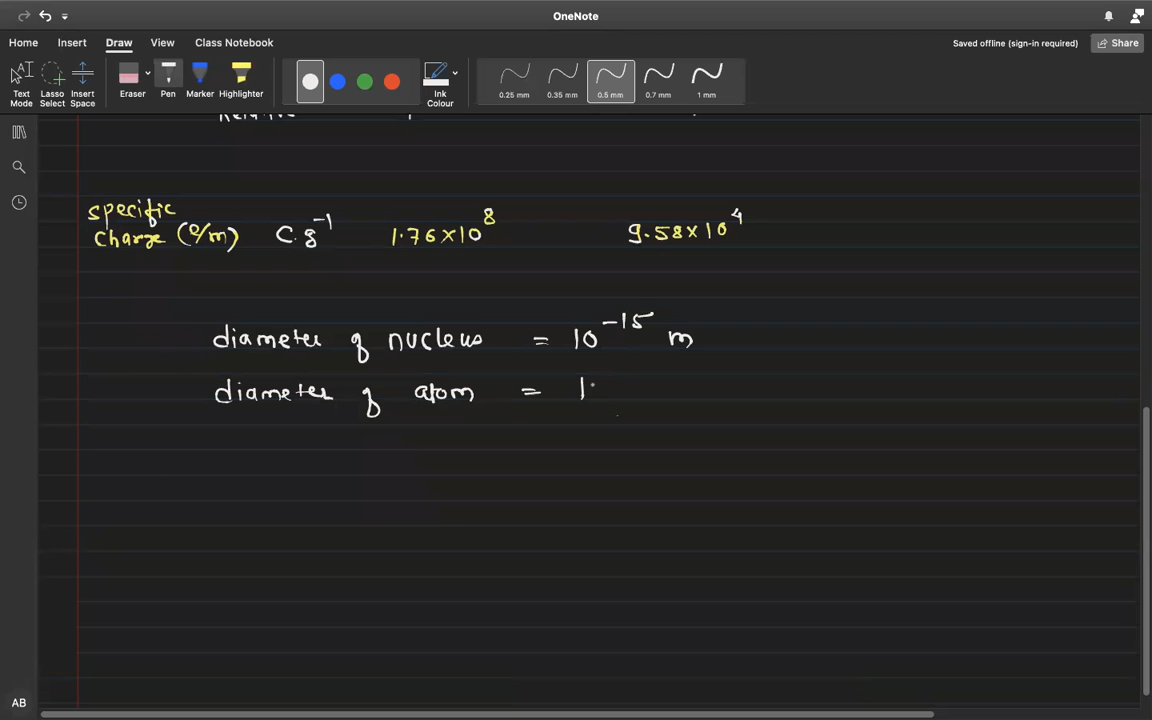 OneNote
Home Insert Draw View Class Notebook
Saved offline (sign-in required) Share
Text Mode
Lasso Select
Insert Space
Eraser
Pen
Marker
Highlighter
Ink Colour
0.25 mm
0.35 mm
0.5 mm
0.7 mm
1 mm
specific
charge (e/m) C.g⁻¹ 1.76×10⁸ 9.58×10⁴
diameter of nucleus = 10⁻¹⁵ m
diameter of atom = 1
AB